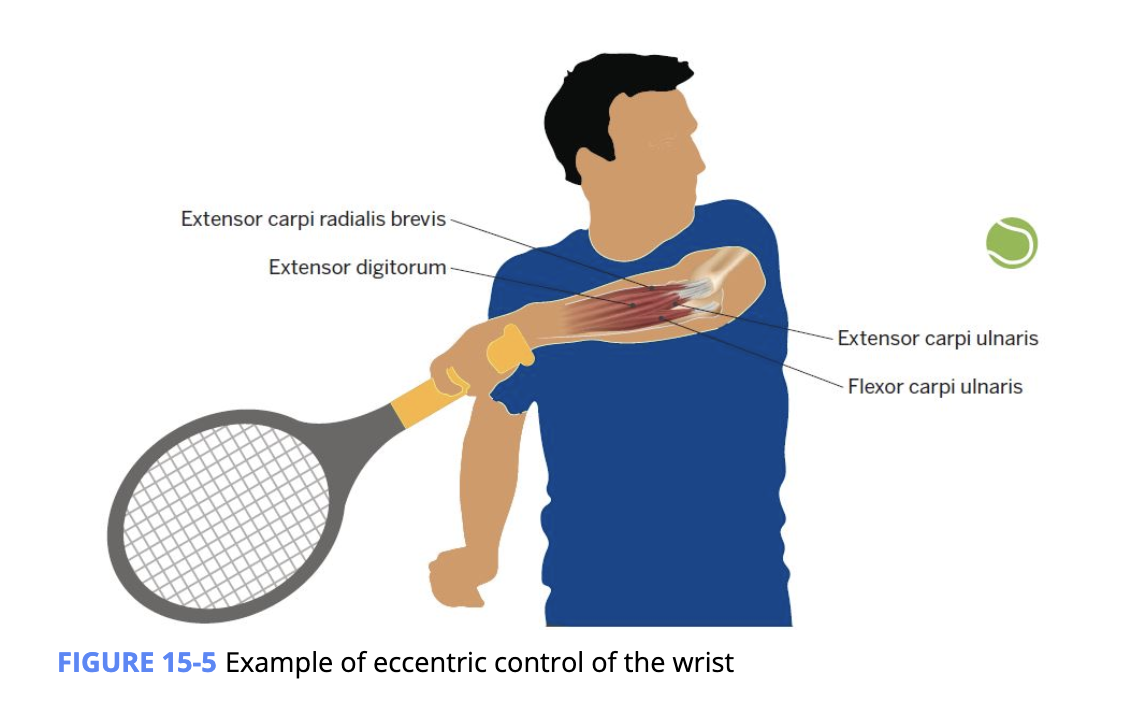 Extensor carpi radialis brevis
Extensor digitorum
Extensor carpi ulnaris
Flexor carpi ulnaris
FIGURE 15-5 Example of eccentric control of the wrist